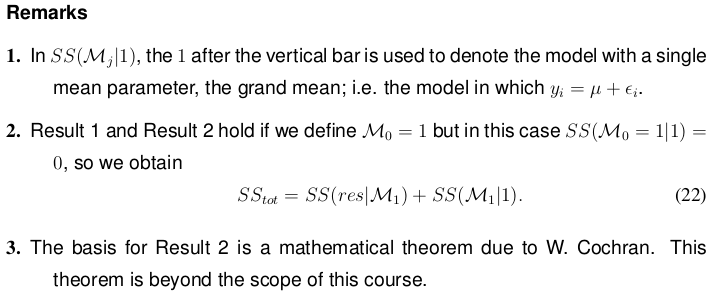 Remarks
1. In $SS(\mathcal{M}_j|1)$, the $1$ after the vertical bar is used to denote the model with a single
mean parameter, the grand mean; i.e. the model in which $y_i = \mu + \epsilon_i$.
2. Result 1 and Result 2 hold if we define $\mathcal{M}_0 = 1$ but in this case $SS(\mathcal{M}_0 = 1|1) =$
$0$, so we obtain
$SS_{tot} = SS(res|\mathcal{M}_1) + SS(\mathcal{M}_1|1).$ (22)
3. The basis for Result 2 is a mathematical theorem due to W. Cochran. This
theorem is beyond the scope of this course.